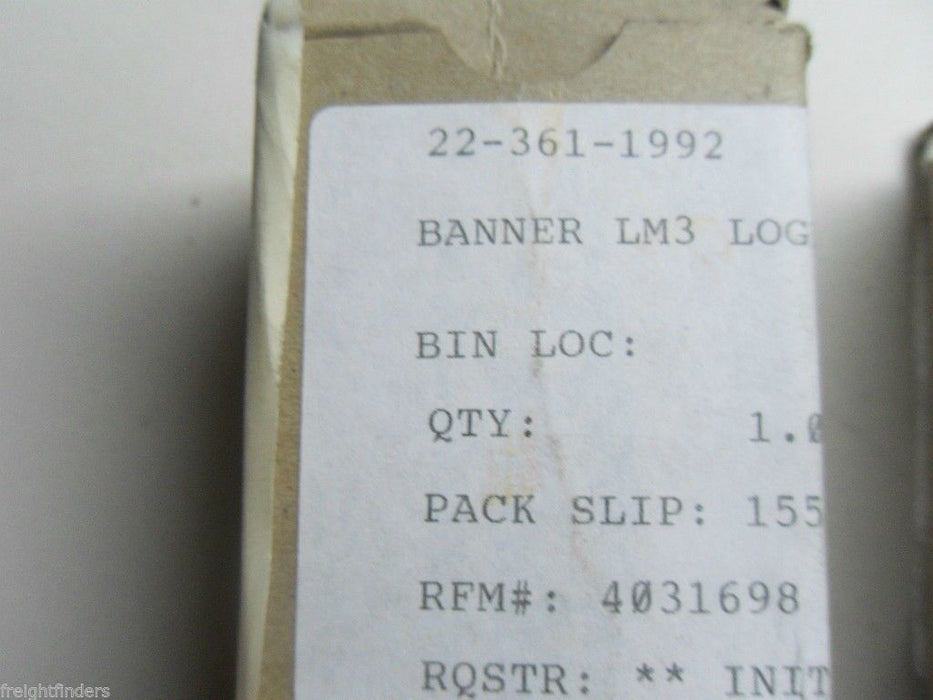 22-361-1992
BANNER LM3 LOG
BIN LOC:
QTY: 1.0
PACK SLIP: 155
RFM#: 4031698
RQSTR: ** INIT
freightfinders